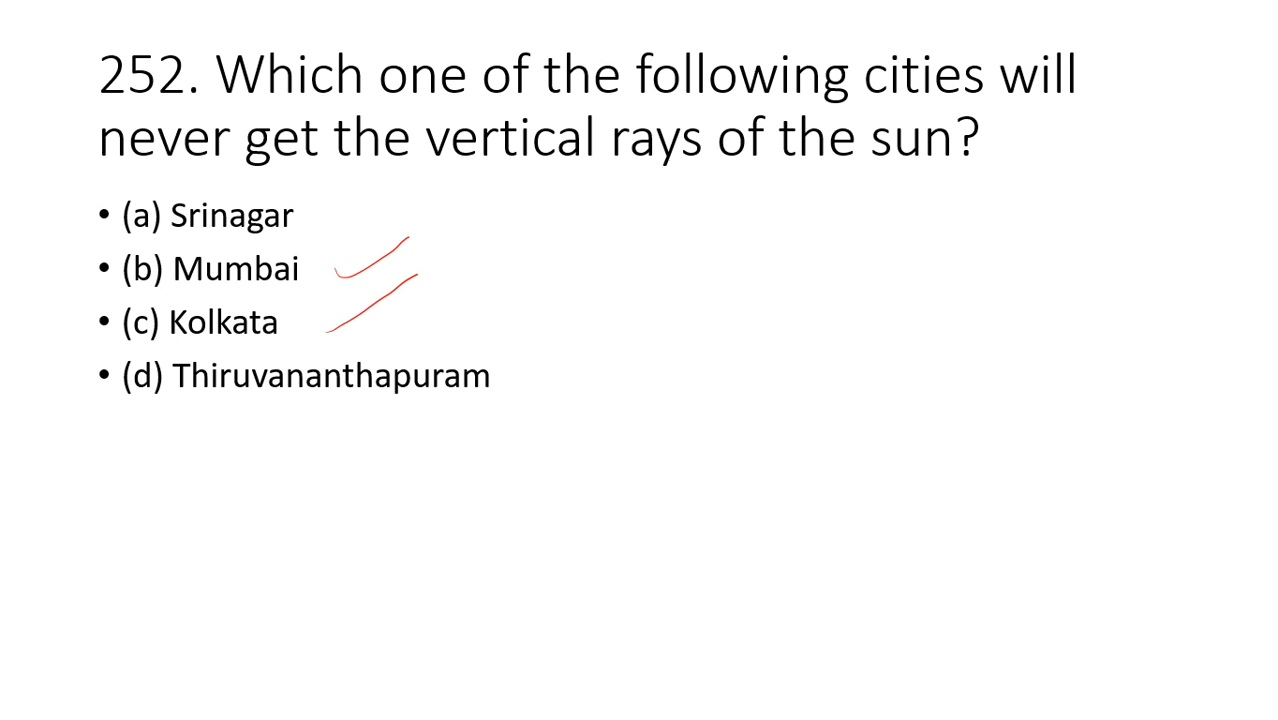 252. Which one of the following cities will
never get the vertical rays of the sun?
• (a) Srinagar
• (b) Mumbai
• (c) Kolkata
• (d) Thiruvananthapuram